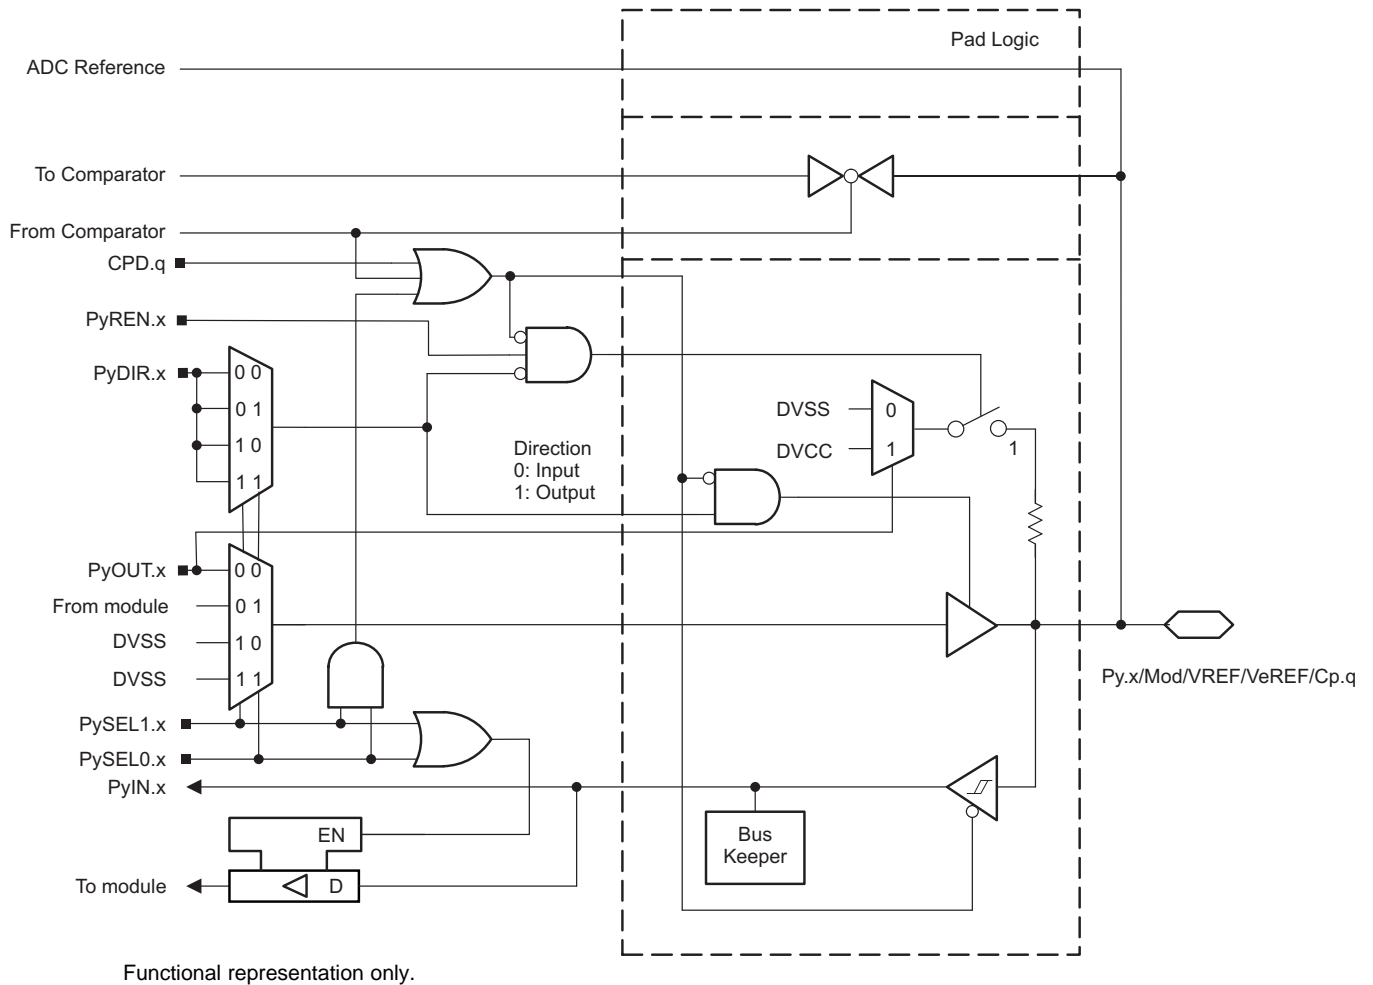 Pad Logic
ADC Reference
To Comparator
From Comparator
CPD.q
PyREN.x
PyDIR.x
0 0
0 1
1 0
1 1
Direction
0: Input
1: Output
DVSS
0
DVCC
1
1
PyOUT.x
0 0
From module
0 1
DVSS
1 0
DVSS
1 1
Py.x/Mod/VREF/VeREF/Cp.q
PySEL1.x
PySEL0.x
PyIN.x
EN
Bus
Keeper
To module
D
Functional representation only.